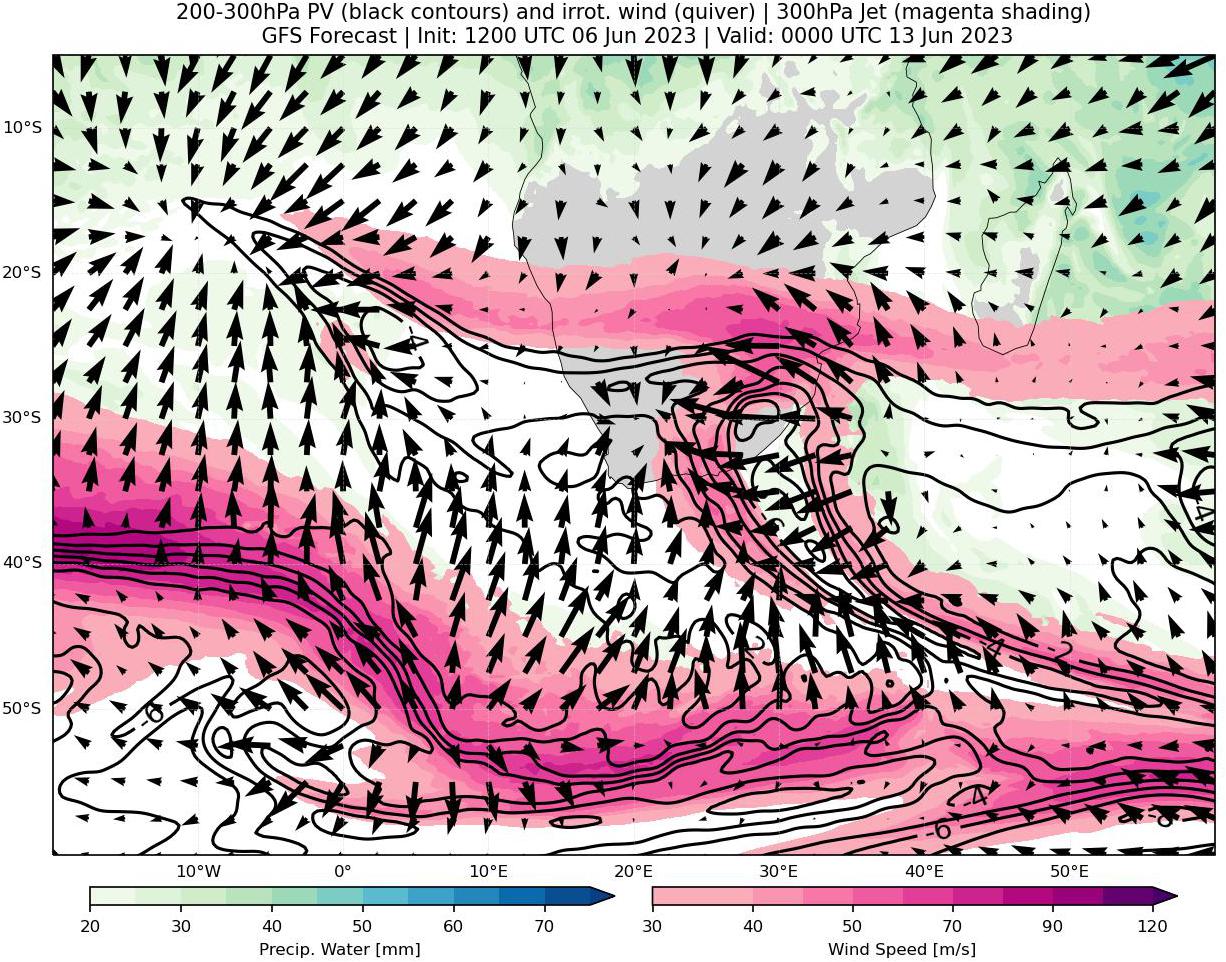 200-300hPa PV (black contours) and irrot. wind (quiver) | 300hPa Jet (magenta shading)
GFS Forecast | Init: 1200 UTC 06 Jun 2023 | Valid: 0000 UTC 13 Jun 2023
10°S
20°S
30°S
40°S
50°S
-4
-6
-4
-2
-4
-6
-4
-6
-8
10°W 0° 10°E 20°E 30°E 40°E 50°E
20 30 40 50 60 70
30 40 50 70 90 120
Precip. Water [mm]
Wind Speed [m/s]